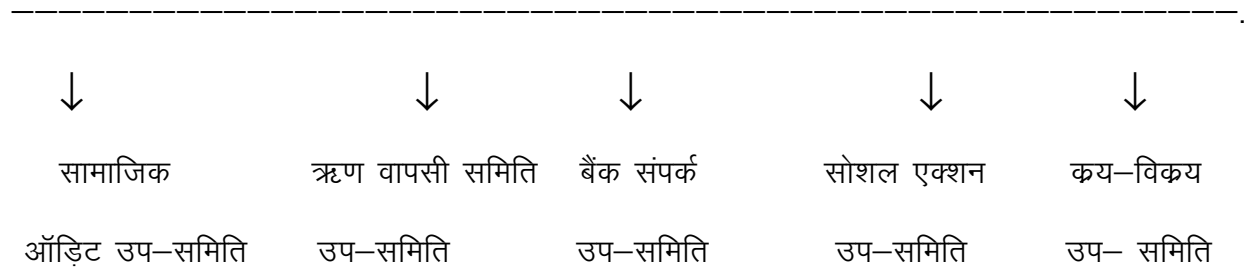 सामाजिक ऋण वापसी समिति बैंक संपर्क सोशल एक्शन क्रय–विक्रय
ऑड़िट उप–समिति उप–समिति उप–समिति उप–समिति उप– समिति